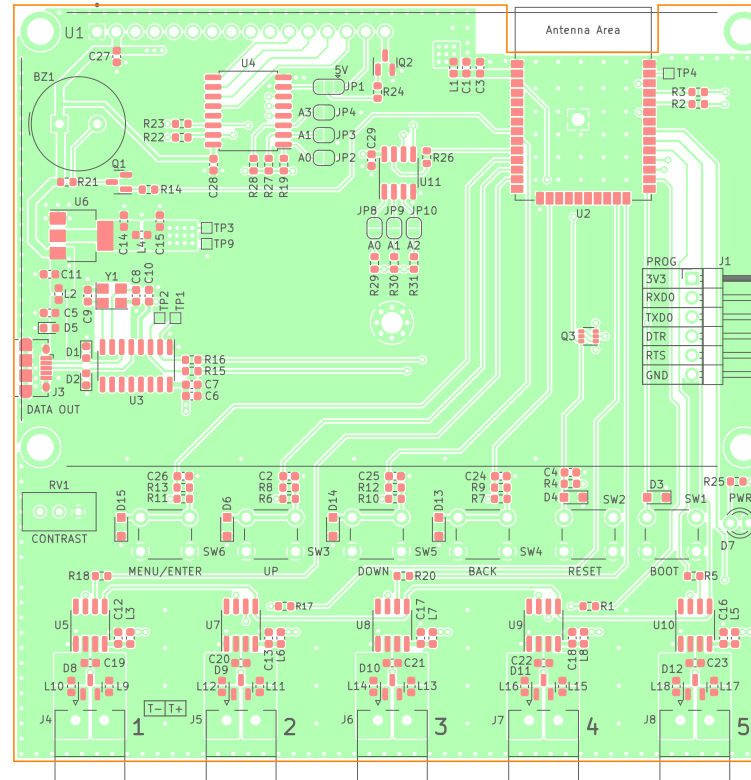 U1
C27
BZ1
U4
5V
JP1
Q2
R24
L1
C1
C3
Antenna Area
TP4
R3
R2
R23
R22
A3
JP4
A1
JP3
A0
JP2
C28
R28
R27
R19
C29
R26
U11
Q1
R21
R14
U6
C14
L4
C15
TP3
TP9
JP8
JP9
JP10
A0
A1
A2
R29
R30
R31
U2
C11
L2
Y1
C9
C8
C10
C5
D5
TP2
TP1
PROG
J1
3V3
RXD0
TXD0
DTR
RTS
GND
Q3
D1
D2
J3
DATA OUT
U3
R16
R15
C7
C6
C26
R13
R11
C2
R8
R6
C25
R12
R10
C24
R9
R7
C4
R4
D4
D3
R25
RV1
CONTRAST
D15
SW6
MENU/ENTER
D6
SW3
UP
D14
SW5
DOWN
D13
SW4
BACK
SW2
RESET
SW1
BOOT
PWR
D7
R18
R17
R20
R1
R5
U5
C12
L3
U7
C13
L6
U8
C17
L7
U9
C18
L8
U10
C16
L5
D8
C19
L10
L9
C20
D9
L12
L11
D10
C21
L14
L13
C22
D11
L16
L15
D12
C23
L18
L17
J4
1
T-
T+
J5
2
J6
3
J7
4
J8
5